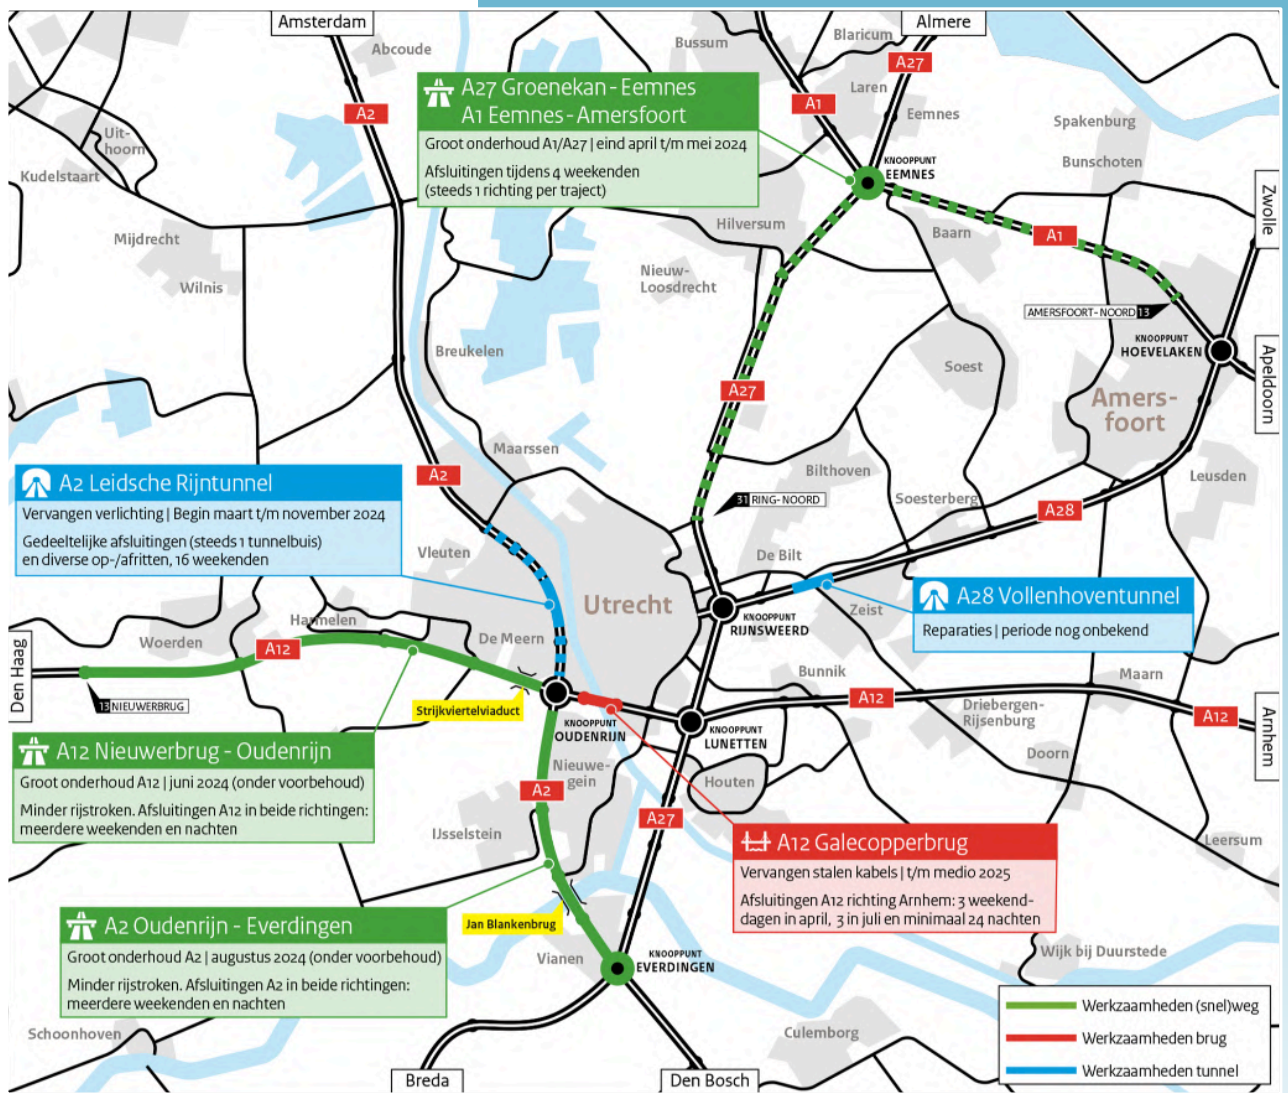 Amsterdam
Almere
Abcoude
Bussum
Blaricum
A27
A27 Groenekan - Eemnes
A1 Eemnes - Amersfoort
Groot onderhoud A1/A27 | eind april t/m mei 2024
Afsluitingen tijdens 4 weekenden
(steeds 1 richting per traject)
Laren
A1
A2
Eemnes
Spakenburg
Uit-
hoorn
Bunschoten
KNOOPPUNT
EEMNES
Kudelstaart
Zwolle
Hilversum
Baarn
A1
Mijdrecht
Nieuw-
Loosdrecht
Wilnis
AMERSFOORT-NOORD 13
KNOOPPUNT
HOEVELAKEN
Breukelen
Soest
Apeldoorn
A27
Amers-
foort
Maarssen
A2
Bilthoven
Leusden
A2 Leidsche Rijntunnel
Vervangen verlichting | Begin maart t/m november 2024
Gedeeltelijke afsluitingen (steeds 1 tunnelbuis)
en diverse op-/afritten, 16 weekenden
31 RING-NOORD
Soesterberg
A28
Vleuten
De Bilt
Utrecht
A28 Vollenhoventunnel
Reparaties | periode nog onbekend
Zeist
KNOOPPUNT
RIJNSWEERD
Harmelen
Woerden
De Meern
A12
Den Haag
Bunnik
Maarn
A12
13 NIEUWERBRUG
Strijkviertelviaduct
KNOOPPUNT
OUDENRIJN
KNOOPPUNT
LUNETTEN
Driebergen-
Rijsenburg
A12
Arnhem
A12 Nieuwerbrug - Oudenrijn
Groot onderhoud A12 | juni 2024 (onder voorbehoud)
Minder rijstroken. Afsluitingen A12 in beide richtingen:
meerdere weekenden en nachten
Nieuwe-
gein
Doorn
Houten
A2
A27
IJsselstein
Leersum
A12 Galecopperbrug
Vervangen stalen kabels | t/m medio 2025
Afsluitingen A12 richting Arnhem: 3 weekend-
dagen in april, 3 in juli en minimaal 24 nachten
A2 Oudenrijn - Everdingen
Groot onderhoud A2 | augustus 2024 (onder voorbehoud)
Minder rijstroken. Afsluitingen A2 in beide richtingen:
meerdere weekenden en nachten
Jan Blankenbrug
Vianen
KNOOPPUNT
EVERDINGEN
Wijk bij Duurstede
Schoonhoven
Culemborg
Werkzaamheden (snel)weg
Werkzaamheden brug
Werkzaamheden tunnel
Breda
Den Bosch